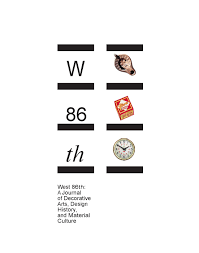 W
86
th
West 86th:
A Journal
of Decorative
Arts, Design
History,
and Material
Culture